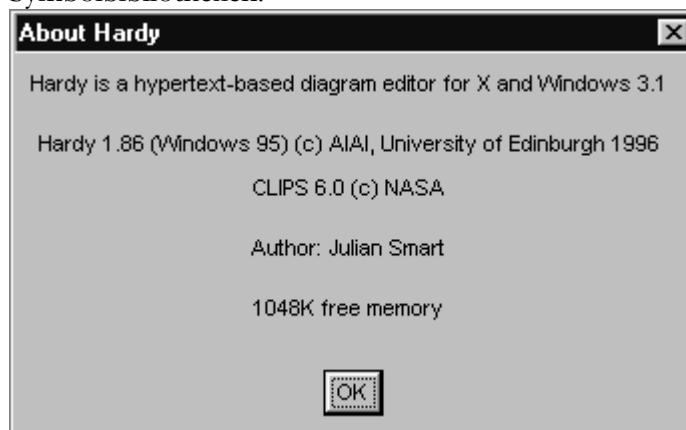 About Hardy
Hardy is a hypertext-based diagram editor for X and Windows 3.1
Hardy 1.86 (Windows 95) (c) AIAI, University of Edinburgh 1996
CLIPS 6.0 (c) NASA
Author: Julian Smart
1048K free memory
OK